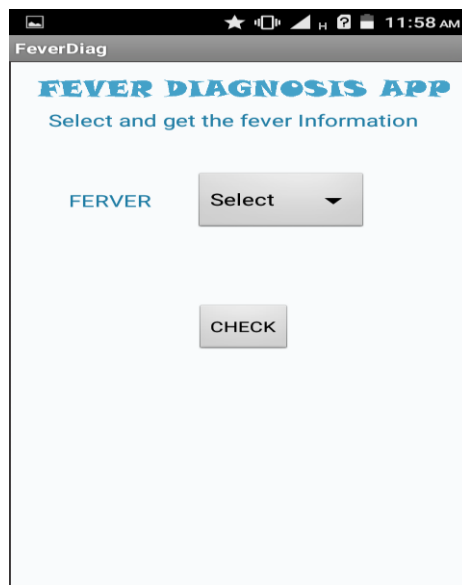 H 11:58 AM
FeverDiag
FEVER DIAGNOSIS APP
Select and get the fever Information
FERVER Select
CHECK